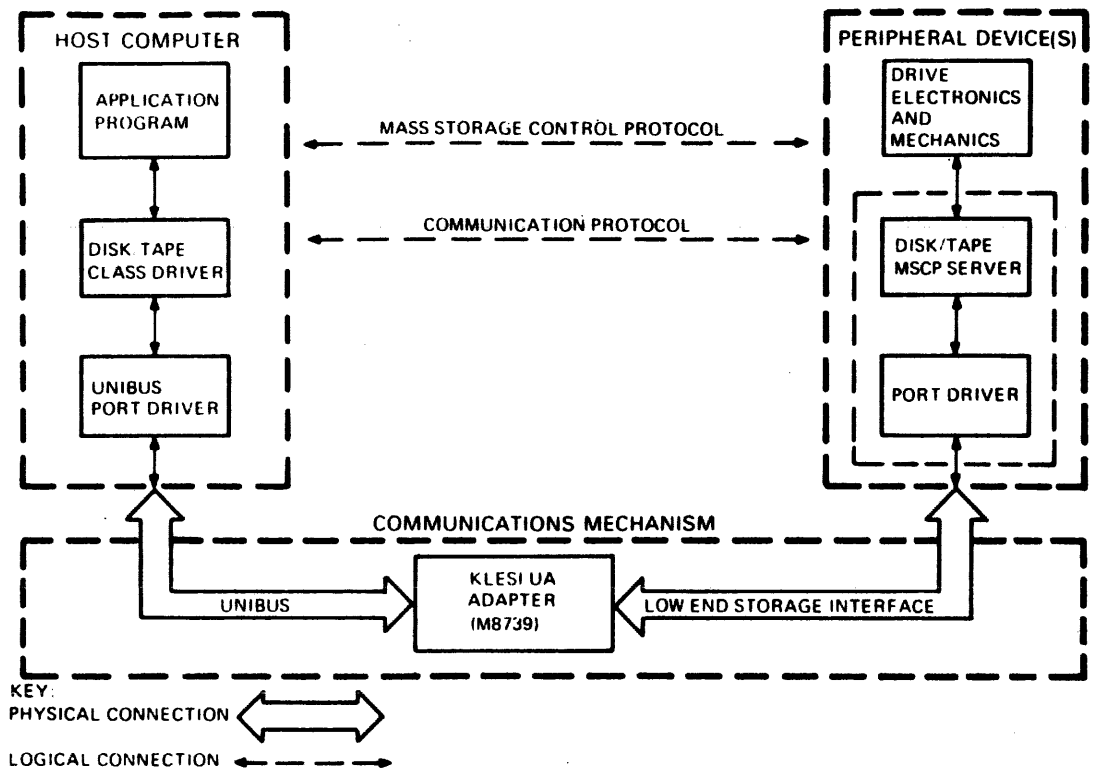 HOST COMPUTER
APPLICATION
PROGRAM
DISK TAPE
CLASS DRIVER
UNIBUS
PORT DRIVER
MASS STORAGE CONTROL PROTOCOL
COMMUNICATION PROTOCOL
PERIPHERAL DEVICE(S)
DRIVE
ELECTRONICS
AND
MECHANICS
DISK/TAPE
MSCP SERVER
PORT DRIVER
COMMUNICATIONS MECHANISM
UNIBUS
KLESI UA
ADAPTER
(M8739)
LOW END STORAGE INTERFACE
KEY:
PHYSICAL CONNECTION
LOGICAL CONNECTION